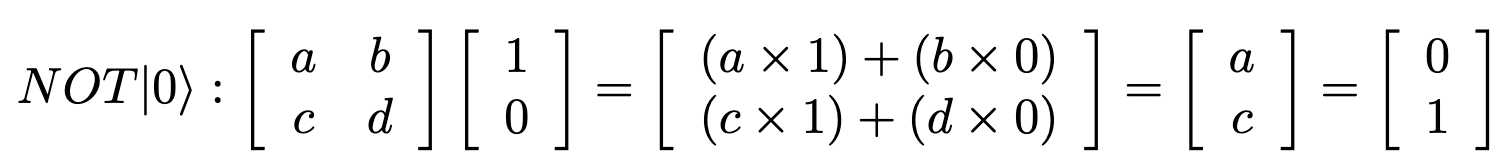 NOT|0⟩ : [ a b ; c d ] [ 1 ; 0 ] = [ (a × 1) + (b × 0) ; (c × 1) + (d × 0) ] = [ a ; c ] = [ 0 ; 1 ]